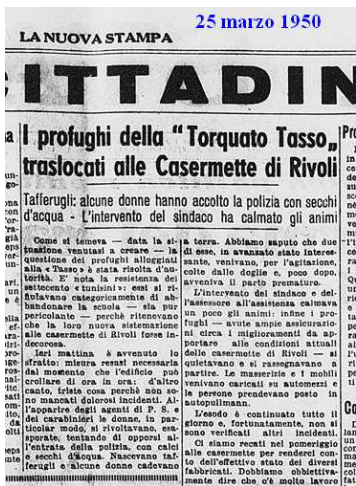 25 marzo 1950
LA NUOVA STAMPA
CITTADIN
I profughi della “Torquato Tasso„
traslocati alle Casermette di Rivoli
Tafferugli: alcune donne hanno accolto la polizia con secchi
d'acqua - L'intervento del sindaco ha calmato gli animi
Come si temeva — data la si-
tuazione venutasi a creare — la
questione dei profughi alloggiati
alla « Tasso » è stata risolta d'au-
torità. E' nota la resistenza dei
settecento « tunisini »: essi si ri-
fiutavano categoricamente di ab-
bandonare la scuola — sia pur
pericolante — perchè ritenevano
che la loro nuova sistemazione
alle casermette di Rivoli fosse in-
decorosa.
Ieri mattina è avvenuto lo
sfratto: misura resasi necessaria
dal momento che l'edificio può
crollare di ora in ora: d'altro
canto, triste cosa perchè non so-
no mancati dolorosi incidenti. Al-
l'apparire degli agenti di P. S. e
dei carabinieri le donne, in par-
ticolar modo, si rivoltavano, esa-
sperate, tentando di opporsi al-
l'entrata della polizia, con calci
e secchi d'acqua. Nascevano taf-
ferugli e alcune donne cadevano
a terra. Abbiamo saputo che due
di esse, in avanzato stato interes-
sante, venivano, per l'agitazione,
colte dalle doglie e, poco dopo,
avveniva il parto prematuro.
L'intervento del sindaco e del-
l'assessore all'assistenza calmava
un poco gli animi: infine i pro-
fughi — avute ampie assicurazio-
ni circa i miglioramenti da ap-
portare alle condizioni attuali
delle casermette di Rivoli — si
quietavano e si rassegnavano a
partire. Le masserizie e i mobili
venivano caricati su automezzi e
le persone prendevano posto in
autopullmann.
L'esodo è continuato tutto il
giorno e, fortunatamente, non si
sono verificati altri incidenti.
Ci siamo recati nel pomeriggio
alle casermette per renderci con-
to dell'effettivo stato dei diversi
fabbricati. Dobbiamo obbiettiva-
mente dire che c'è molto lavoro